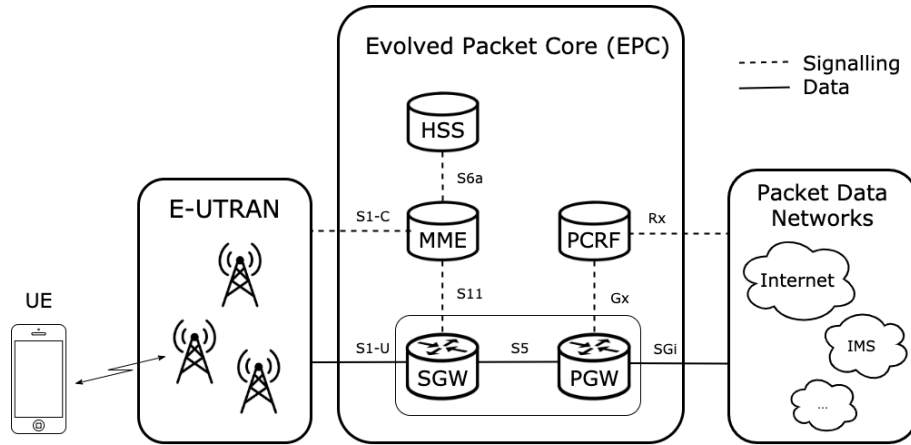 Evolved Packet Core (EPC)
Signalling
Data
HSS
S6a
E-UTRAN
Packet Data
Networks
S1-C
MME
PCRF
Rx
Internet
UE
S11
Gx
IMS
S1-U
SGW
S5
PGW
SGi
...